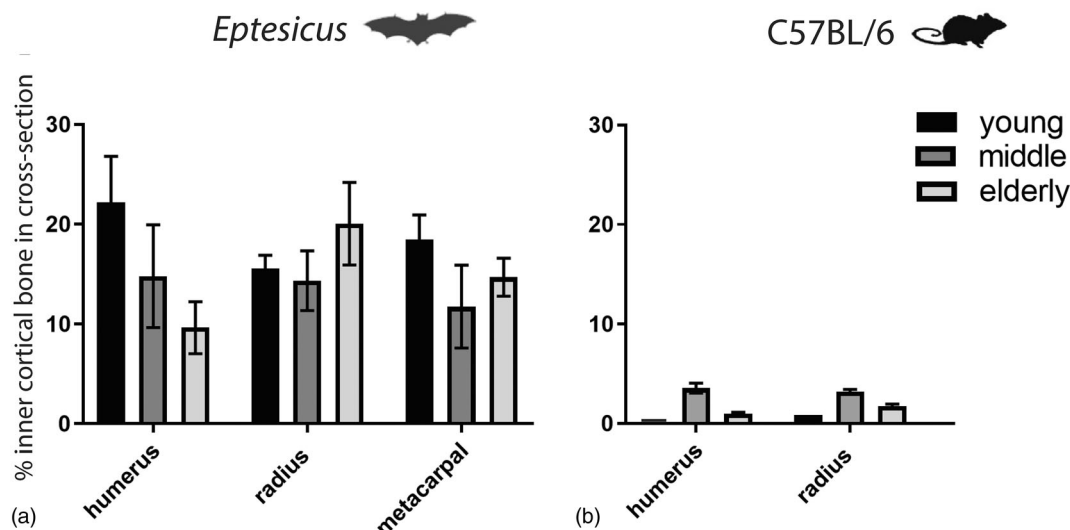 Eptesicus
C57BL/6
% inner cortical bone in cross-section
30
20
10
0
humerus
radius
metacarpal
(a)
30
20
10
0
humerus
radius
(b)
young
middle
elderly